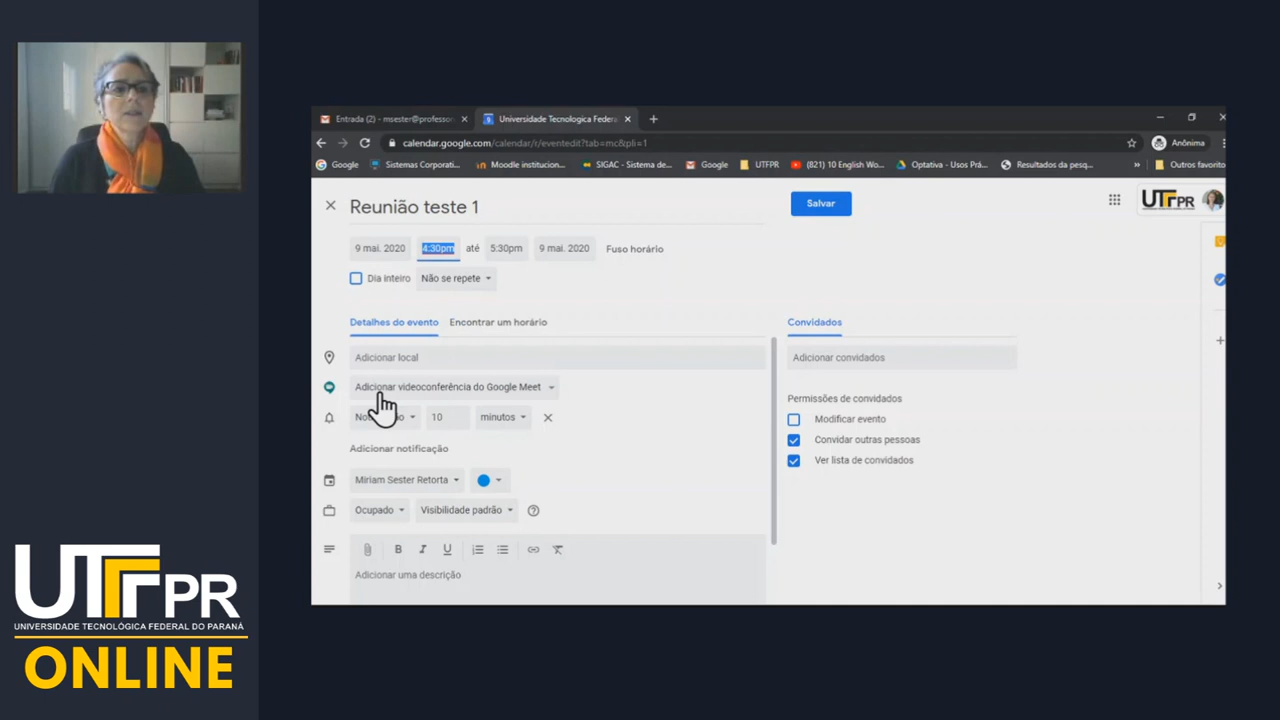 Entrada (2) - msester@professo
Universidade Tecnologica Federa
calendar.google.com/calendar/r/eventedit?tab=mc&pli=1
Anônima
Google
Sistemas Corporati...
Moodle institucion...
SIGAC - Sistema de...
Google
UTFPR
(821) 10 English Wo...
Optativa - Usos Prá...
Resultados da pesq...
»
Outros favorito
Reunião teste 1
Salvar
UTFPR
9 mai. 2020
4:30pm
até
5:30pm
9 mai. 2020
Fuso horário
Dia inteiro
Não se repete
Detalhes do evento
Encontrar um horário
Convidados
Adicionar local
Adicionar convidados
Adicionar videoconferência do Google Meet
Permissões de convidados
10
minutos
Modificar evento
Convidar outras pessoas
Adicionar notificação
Ver lista de convidados
Miriam Sester Retorta
Ocupado
Visibilidade padrão
B I U
Adicionar uma descrição
UTFPR
UNIVERSIDADE TECNOLÓGICA FEDERAL DO PARANÁ
ONLINE